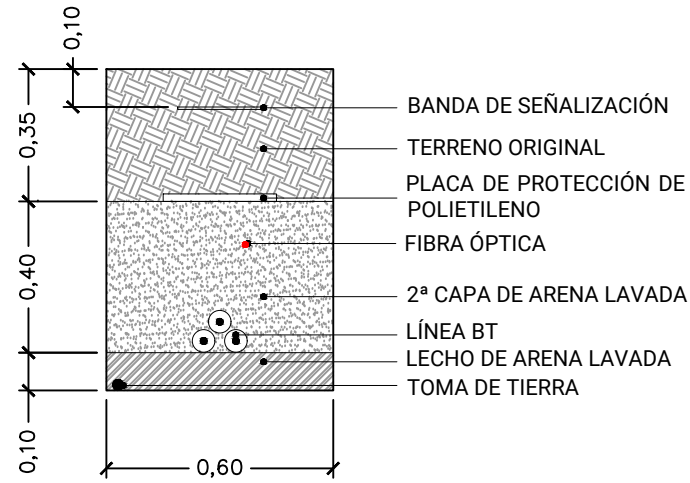 0,10
0,35
0,40
0,10
0,60
BANDA DE SEÑALIZACIÓN
TERRENO ORIGINAL
PLACA DE PROTECCIÓN DE
POLIETILENO
FIBRA ÓPTICA
2ª CAPA DE ARENA LAVADA
LÍNEA BT
LECHO DE ARENA LAVADA
TOMA DE TIERRA